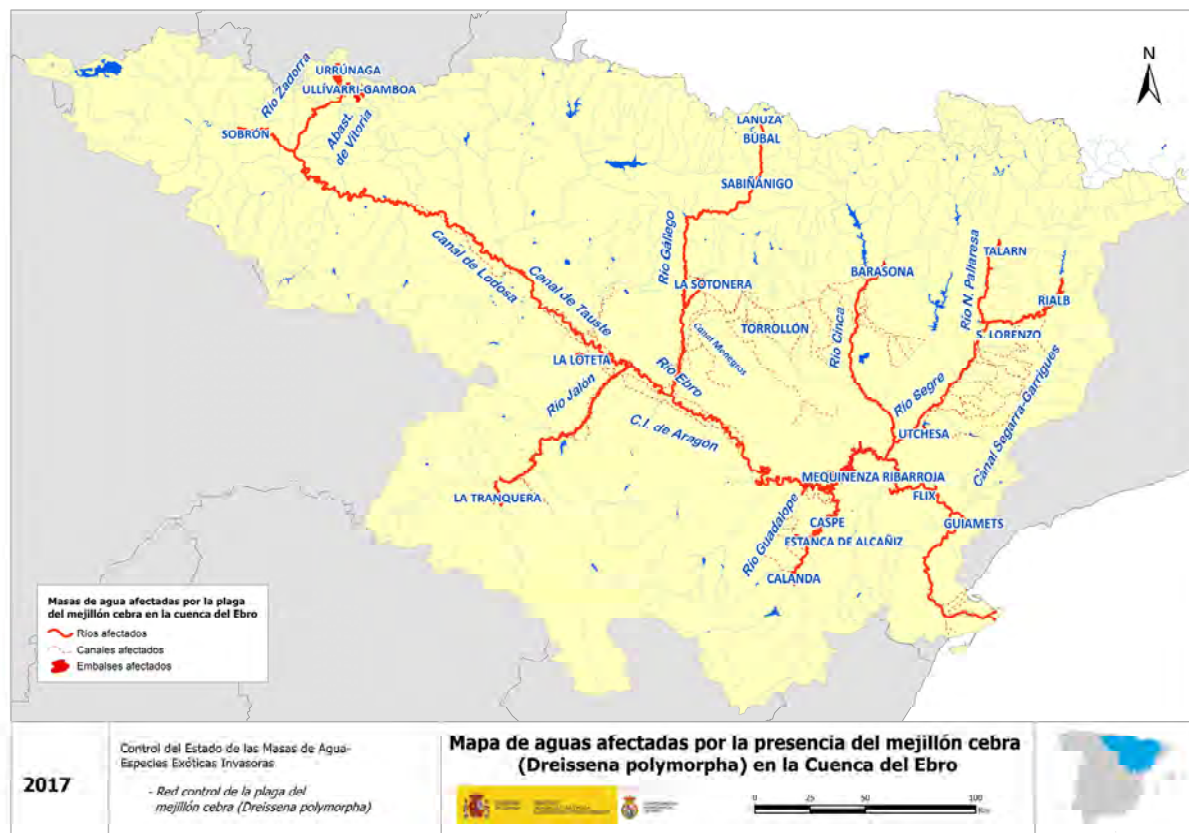 N
URRÚNAGA
ULLÍVARRI-GAMBOA
Río Zadorra
Abast.
de Vitoria
SOBRÓN
LANUZA
BÚBAL
SABIÑÁNIGO
Río Gállego
Canal de Lodosa
Canal de Tauste
LA SOTONERA
BARASONA
Río N. Pallaresa
TALARN
RIALB
TORROLLÓN
Canal Monegros
Río Cinca
S. LORENZO
LA LOTETA
Río Jalón
Río Ebro
C.I. de Aragón
Río Segre
UTCHESA
Canal Segarra-Garrigues
LA TRANQUERA
MEQUINENZA RIBARROJA
FLIX
Río Guadalope
CASPE
GUIAMETS
ESTANCA DE ALCAÑIZ
CALANDA
Masas de agua afectadas por la plaga
del mejillón cebra en la cuenca del Ebro
Ríos afectados
Canales afectados
Embalses afectados
2017
Control del Estado de las Masas de Agua-
Especies Exóticas Invasoras
- Red control de la plaga del
mejillón cebra (Dreissena polymorpha)
Mapa de aguas afectadas por la presencia del mejillón cebra
(Dreissena polymorpha) en la Cuenca del Ebro
0 25 50 100
Km